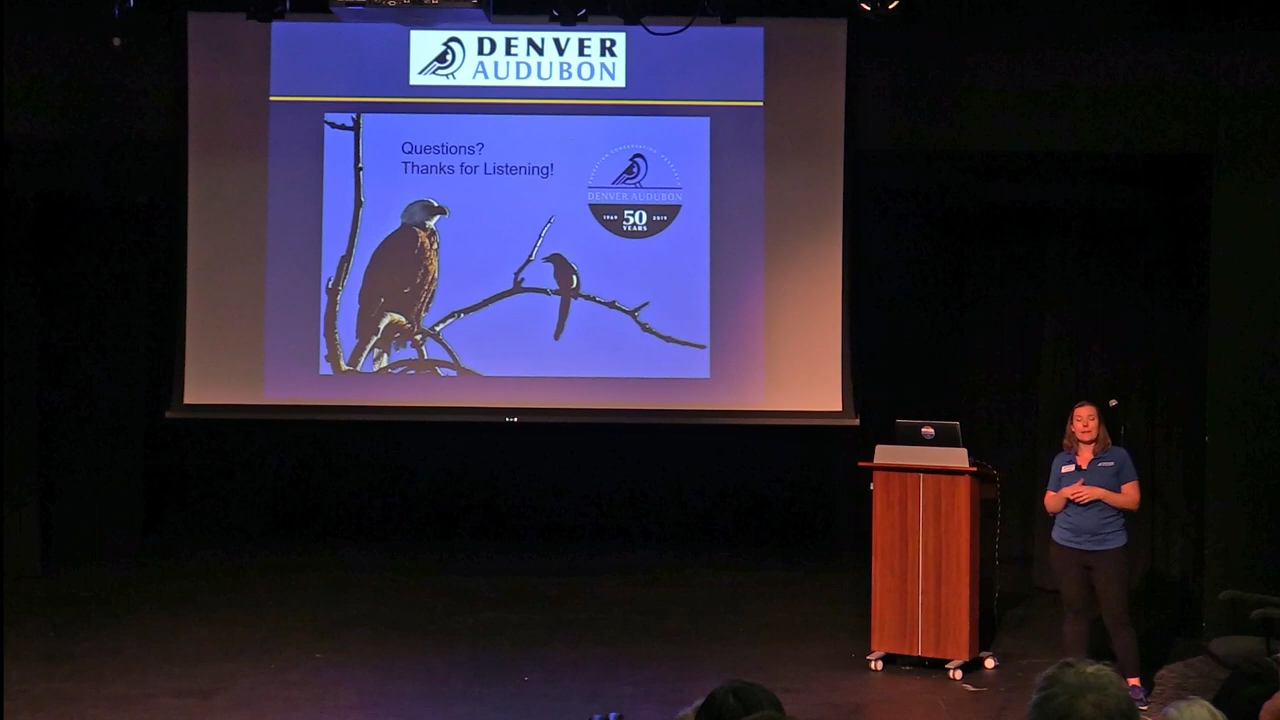 DENVER
AUDUBON
Questions?
Thanks for Listening!
DENVER AUDUBON
1969 50 2019
YEARS